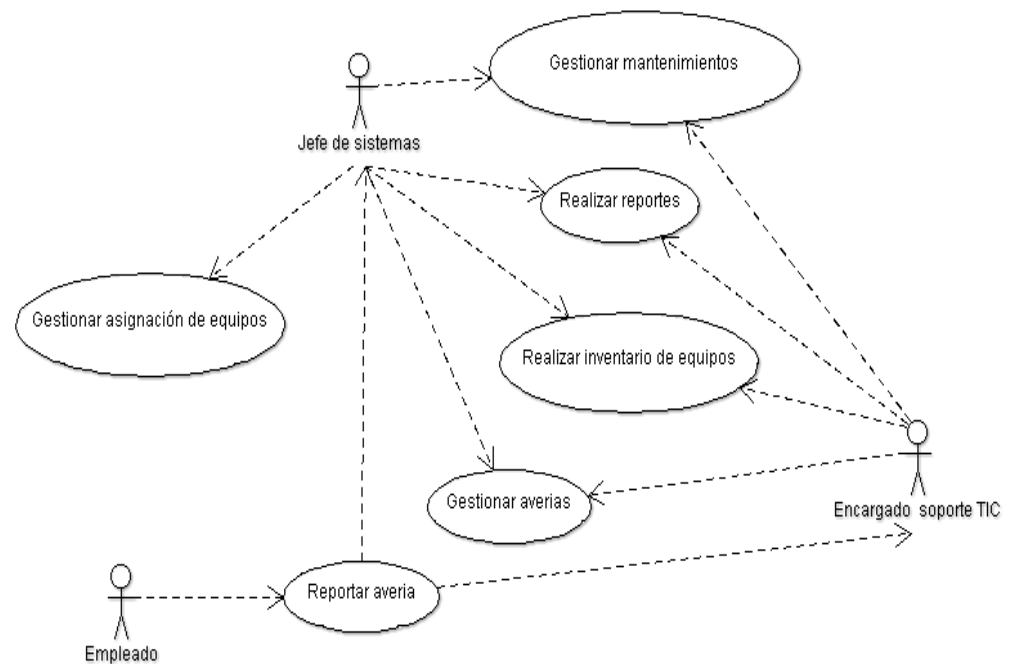 Gestionar mantenimientos
Jefe de sistemas
Realizar reportes
Gestionar asignación de equipos
Realizar inventario de equipos
Gestionar averias
Encargado soporte TIC
Reportar averia
Empleado